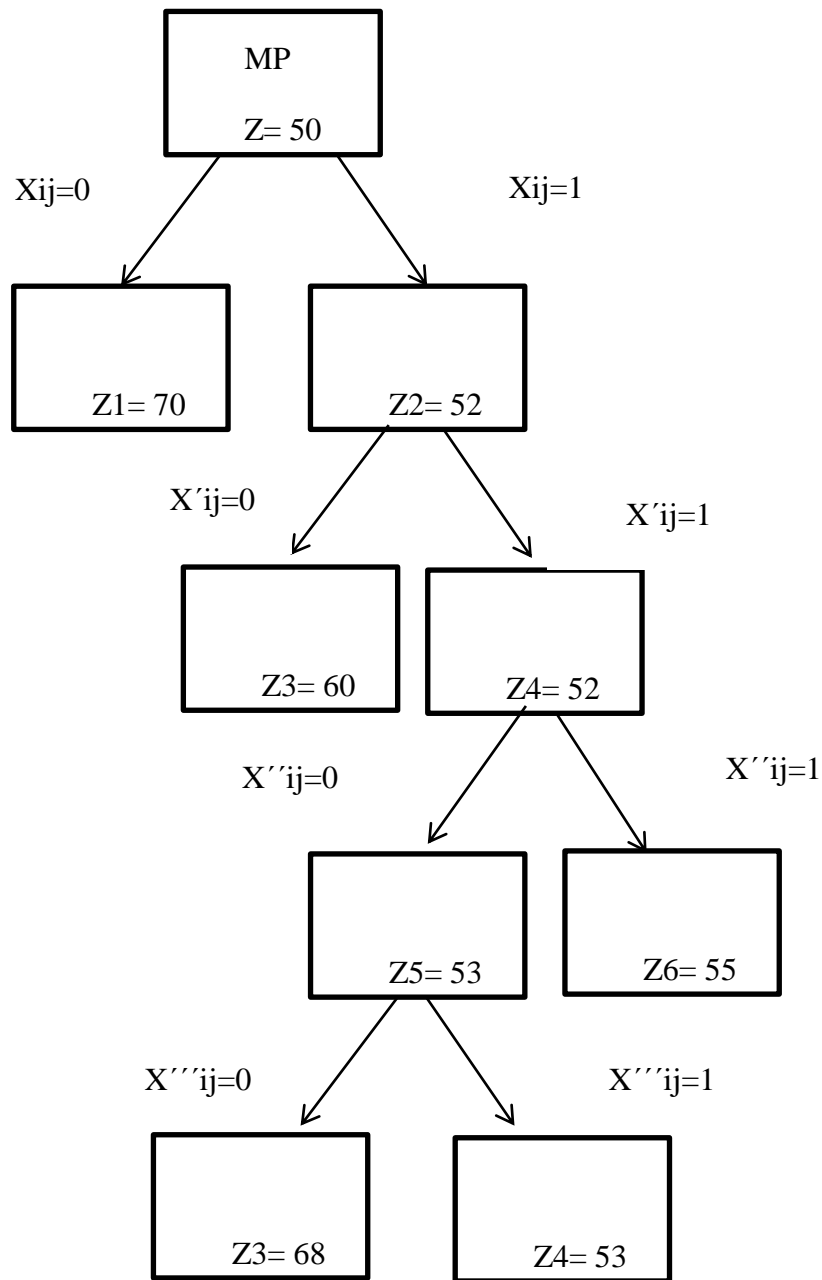 MP
Z= 50
Xij=0
Xij=1
Z1= 70
Z2= 52
X´ij=0
X´ij=1
Z3= 60
Z4= 52
X´´ij=0
X´´ij=1
Z5= 53
Z6= 55
X´´´ij=0
X´´´ij=1
Z3= 68
Z4= 53